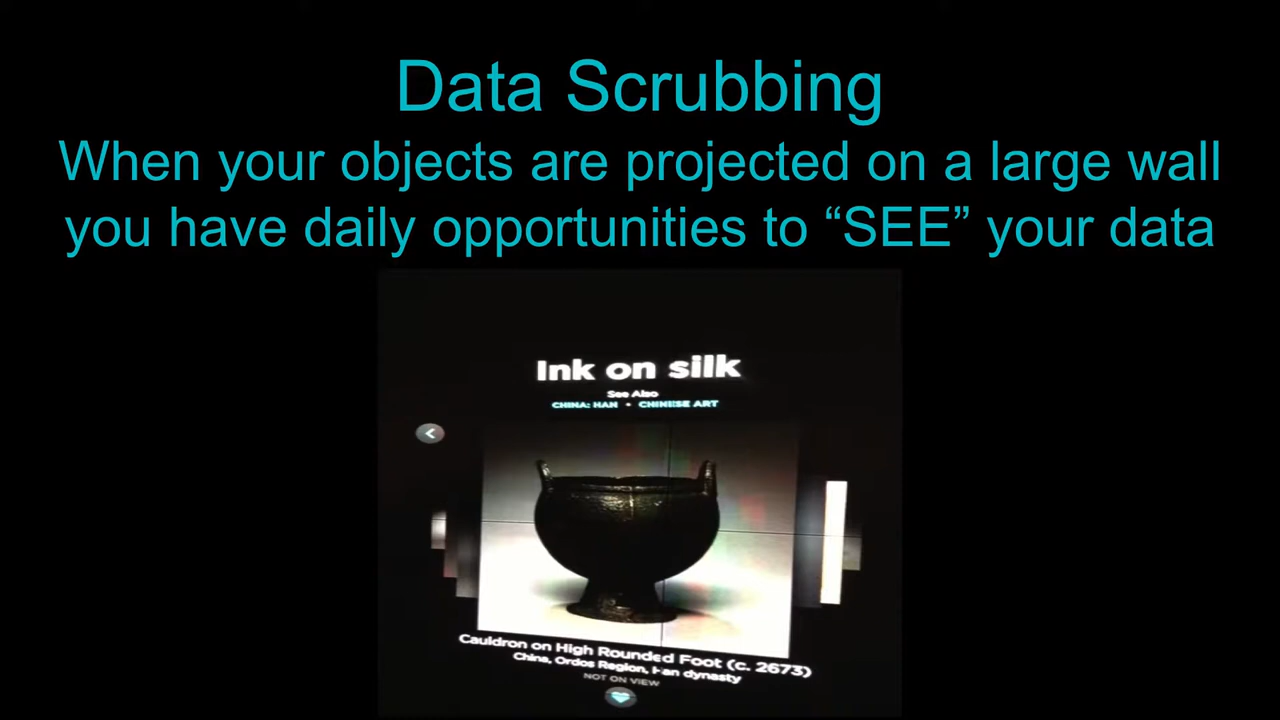 Data Scrubbing
When your objects are projected on a large wall
you have daily opportunities to “SEE” your data
Ink on silk
See Also
CHINA: HAN • CHINESE ART
Cauldron on High Rounded Foot (c. 2673)
China, Ordos Region, Han dynasty
NOT ON VIEW